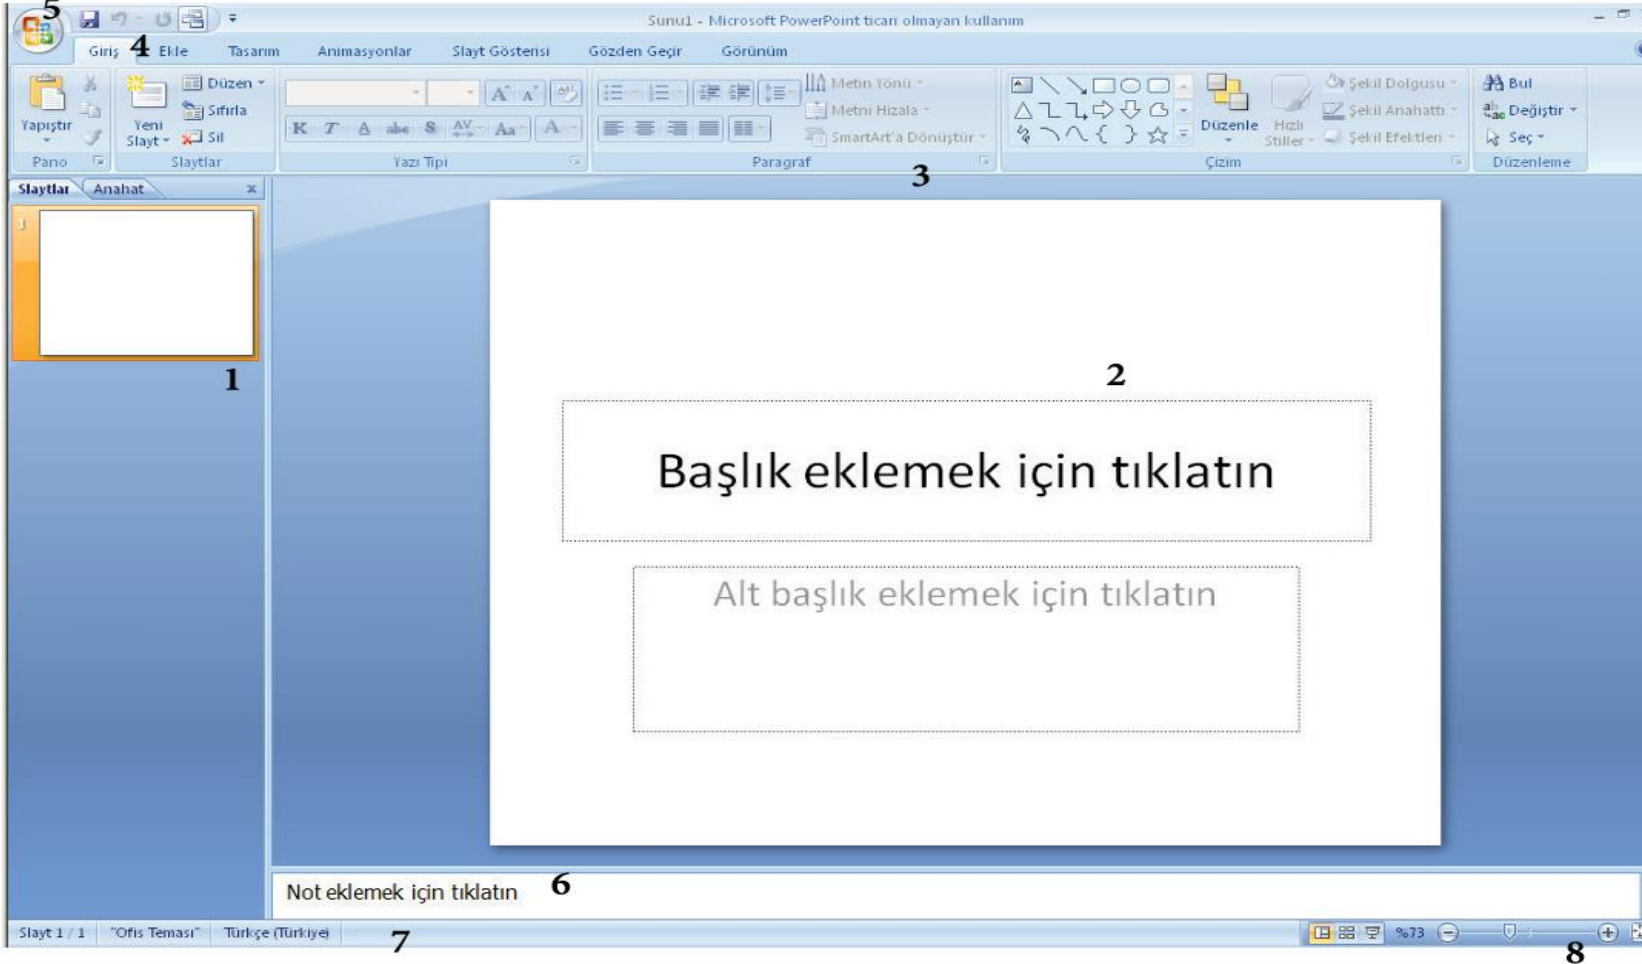 5
Sunu1 - Microsoft PowerPoint ticari olmayan kullanım
Giriş 4 Ekle Tasarım Animasyonlar Slayt Gösterisi Gözden Geçir Görünüm
Yapıştır
Yeni Slayt
Düzen
Sıfırla
Sil
K T A abc S AV Aa A
Metin Yönü
Metni Hizala
SmartArt'a Dönüştür
Düzenle
Hızlı Stiller
Şekil Dolgusu
Şekil Anahattı
Şekil Efektleri
Bul
Değiştir
Seç
Pano Slaytlar Yazı Tipi Paragraf Çizim Düzenleme
3
Slaytlar Anahat x
1
1
2
Başlık eklemek için tıklatın
Alt başlık eklemek için tıklatın
Not eklemek için tıklatın 6
Slayt 1 / 1 "Ofis Teması" Türkçe (Türkiye) 7 %73 8